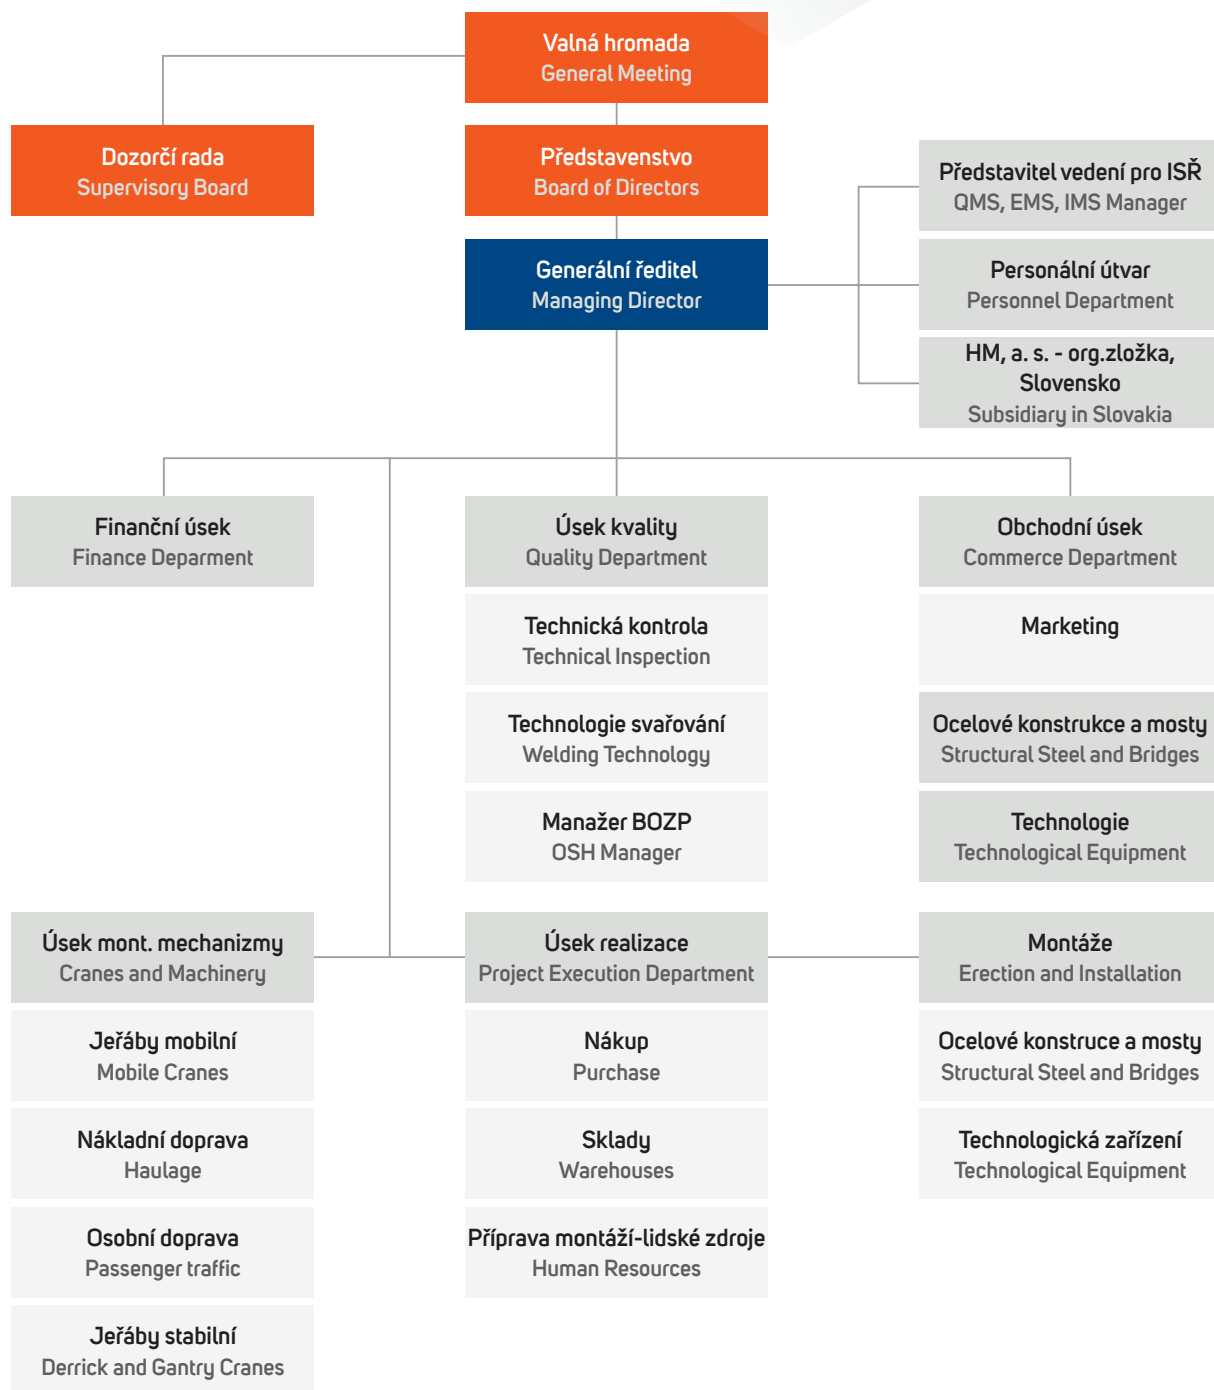 Valná hromada
General Meeting
Dozorčí rada
Supervisory Board
Představenstvo
Board of Directors
Představitel vedení pro ISŘ
QMS, EMS, IMS Manager
Generální ředitel
Managing Director
Personální útvar
Personnel Department
HM, a. s. - org.zložka,
Slovensko
Subsidiary in Slovakia
Finanční úsek
Finance Deparment
Úsek kvality
Quality Department
Obchodní úsek
Commerce Department
Technická kontrola
Technical Inspection
Marketing
Technologie svařování
Welding Technology
Ocelové konstrukce a mosty
Structural Steel and Bridges
Manažer BOZP
OSH Manager
Technologie
Technological Equipment
Úsek mont. mechanizmy
Cranes and Machinery
Úsek realizace
Project Execution Department
Montáže
Erection and Installation
Jeřáby mobilní
Mobile Cranes
Nákup
Purchase
Ocelové konstruce a mosty
Structural Steel and Bridges
Nákladní doprava
Haulage
Sklady
Warehouses
Technologická zařízení
Technological Equipment
Osobní doprava
Passenger traffic
Příprava montáží-lidské zdroje
Human Resources
Jeřáby stabilní
Derrick and Gantry Cranes